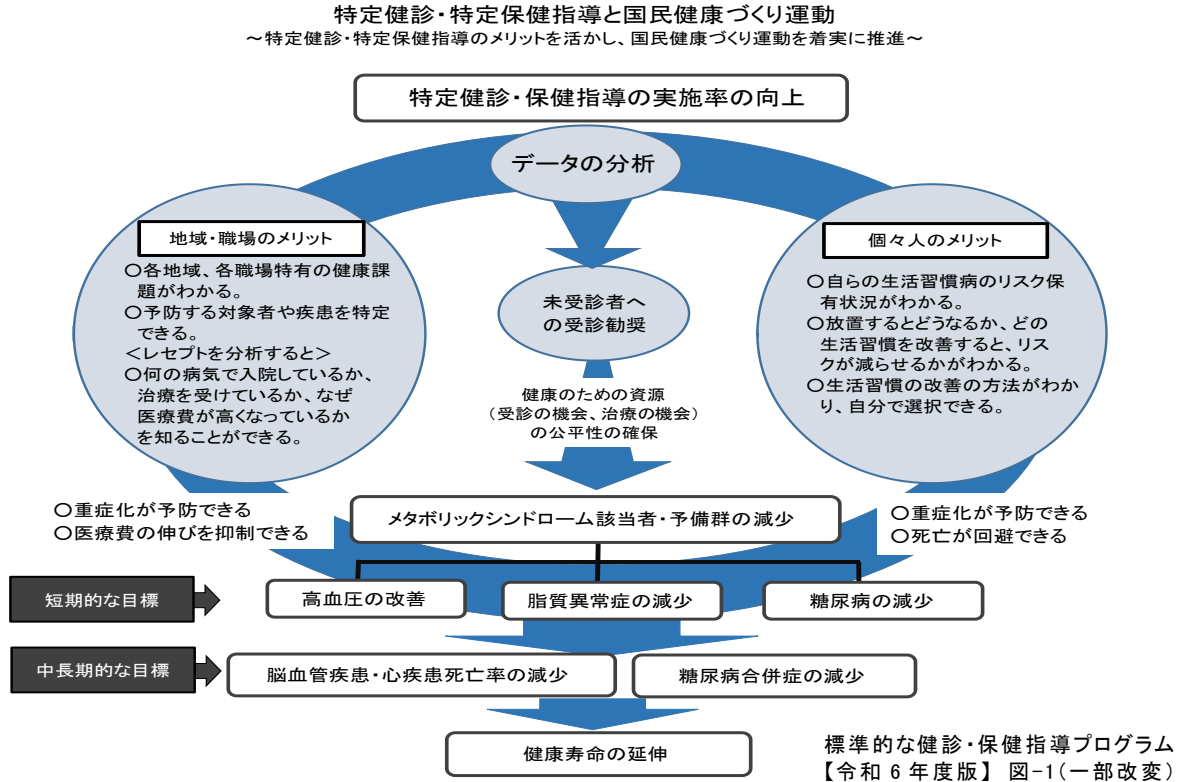 特定健診・特定保健指導と国民健康づくり運動
～特定健診・特定保健指導のメリットを活かし、国民健康づくり運動を着実に推進～
特定健診・保健指導の実施率の向上
データの分析
地域・職場のメリット
〇各地域、各職場特有の健康課
題がわかる。
〇予防する対象者や疾患を特定
できる。
＜レセプトを分析すると＞
〇何の病気で入院しているか、
治療を受けているか、なぜ
医療費が高くなっているか
を知ることができる。
未受診者へ
の受診勧奨
個々人のメリット
〇自らの生活習慣病のリスク保
有状況がわかる。
〇放置するとどうなるか、どの
生活習慣を改善すると、リス
クが減らせるかがわかる。
〇生活習慣の改善の方法がわか
り、自分で選択できる。
健康のための資源
（受診の機会、治療の機会）
の公平性の確保
〇重症化が予防できる
〇医療費の伸びを抑制できる
メタボリックシンドローム該当者・予備群の減少
〇重症化が予防できる
〇死亡が回避できる
短期的な目標
高血圧の改善
脂質異常症の減少
糖尿病の減少
中長期的な目標
脳血管疾患・心疾患死亡率の減少
糖尿病合併症の減少
健康寿命の延伸
標準的な健診・保健指導プログラム
【令和6年度版】 図-1（一部改変）